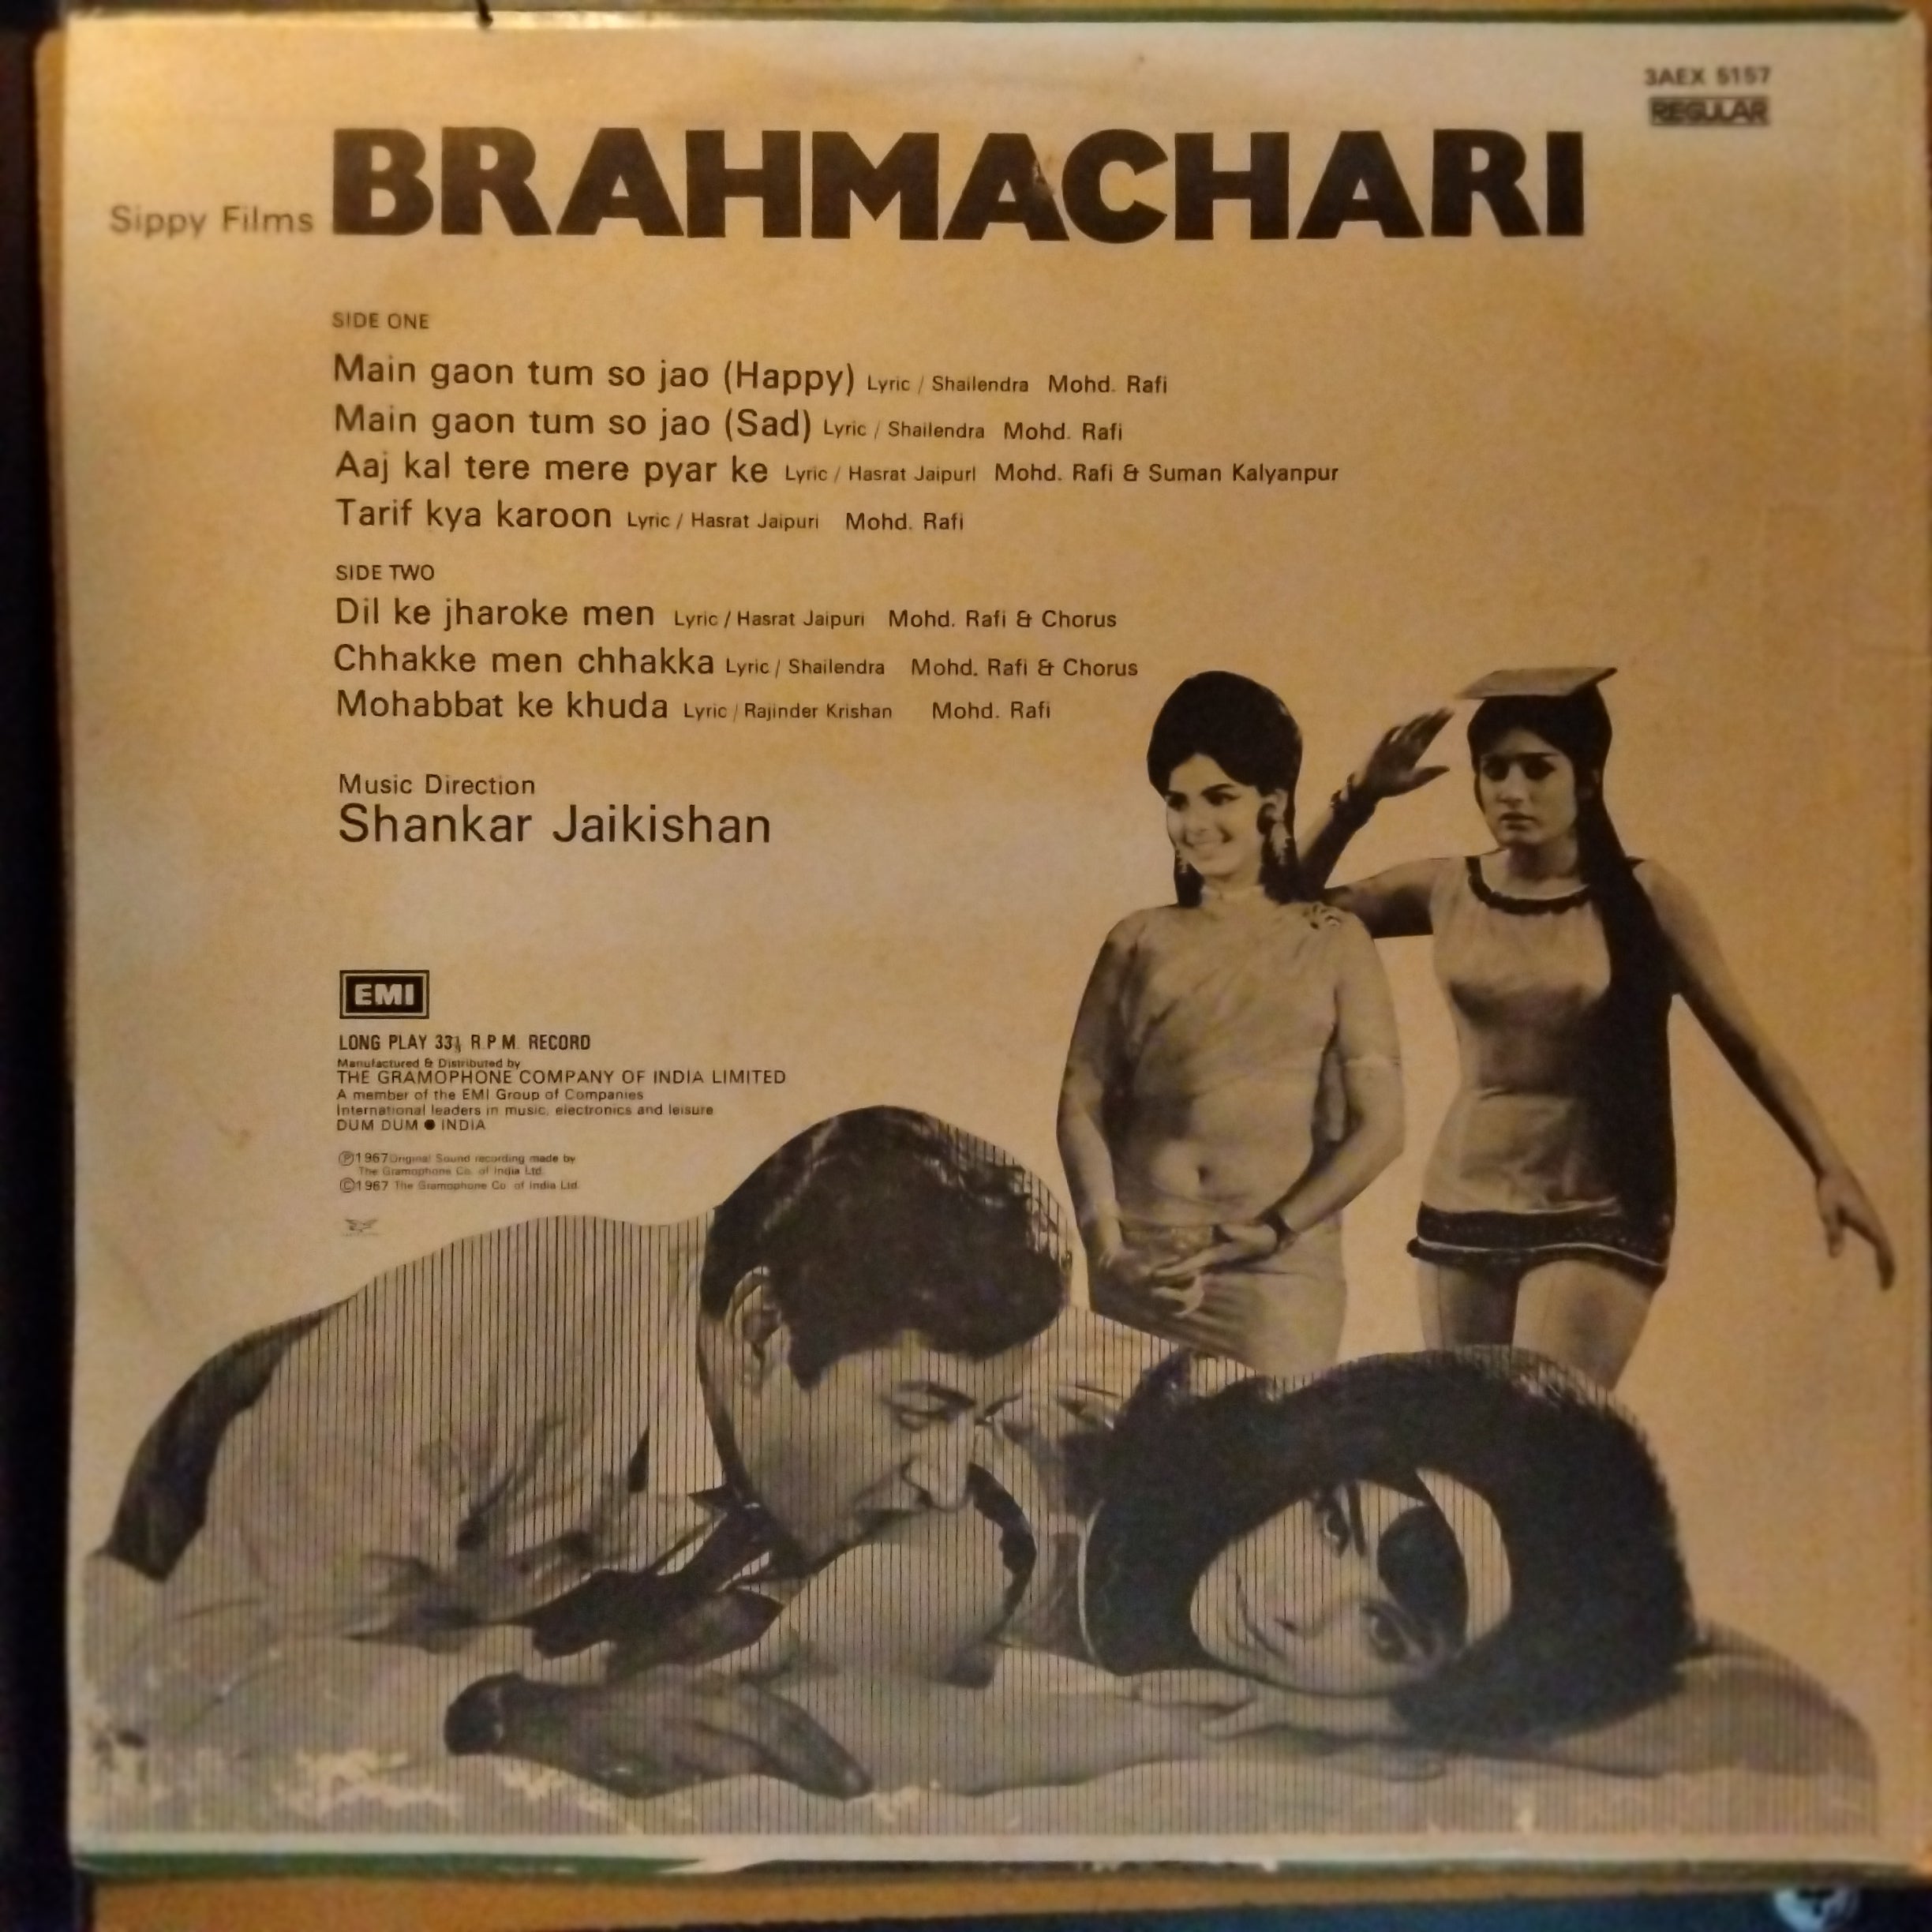 3AEX 5157
REGULAR
Sippy Films BRAHMACHARI
SIDE ONE
Main gaon tum so jao (Happy) Lyric / Shailendra Mohd. Rafi
Main gaon tum so jao (Sad) Lyric / Shailendra Mohd. Rafi
Aaj kal tere mere pyar ke Lyric / Hasrat Jaipuri Mohd. Rafi & Suman Kalyanpur
Tarif kya karoon Lyric / Hasrat Jaipuri Mohd. Rafi
SIDE TWO
Dil ke jharoke men Lyric / Hasrat Jaipuri Mohd. Rafi & Chorus
Chhakke men chhakka Lyric / Shailendra Mohd. Rafi & Chorus
Mohabbat ke khuda Lyric / Rajinder Krishan Mohd. Rafi
Music Direction
Shankar Jaikishan
EMI
LONG PLAY 33⅓ R.P.M. RECORD
Manufactured & Distributed by
THE GRAMOPHONE COMPANY OF INDIA LIMITED
A member of the EMI Group of Companies
International leaders in music, electronics and leisure
DUM DUM ● INDIA
Ⓟ1967 Original Sound recording made by
The Gramophone Co. of India Ltd.
©1967 The Gramophone Co. of India Ltd.